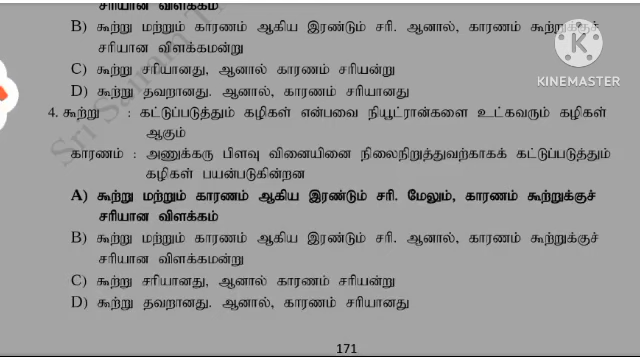 சரியான விளக்கம்
B) கூற்று மற்றும் காரணம் ஆகிய இரண்டும் சரி. ஆனால், காரணம் கூற்றுக்குச்
சரியான விளக்கமன்று
C) கூற்று சரியானது, ஆனால் காரணம் சரியன்று
D) கூற்று தவறானது. ஆனால், காரணம் சரியானது
KINEMASTER
4. கூற்று : கட்டுப்படுத்தும் கழிகள் என்பவை நியூட்ரான்களை உட்கவரும் கழிகள்
ஆகும்
காரணம் : அணுக்கரு பிளவு வினையினை நிலைநிறுத்துவற்காகக் கட்டுப்படுத்தும்
கழிகள் பயன்படுகின்றன
A) கூற்று மற்றும் காரணம் ஆகிய இரண்டும் சரி. மேலும், காரணம் கூற்றுக்குச்
சரியான விளக்கம்
B) கூற்று மற்றும் காரணம் ஆகிய இரண்டும் சரி. ஆனால், காரணம் கூற்றுக்குச்
சரியான விளக்கமன்று
C) கூற்று சரியானது, ஆனால் காரணம் சரியன்று
D) கூற்று தவறானது. ஆனால், காரணம் சரியானது
171